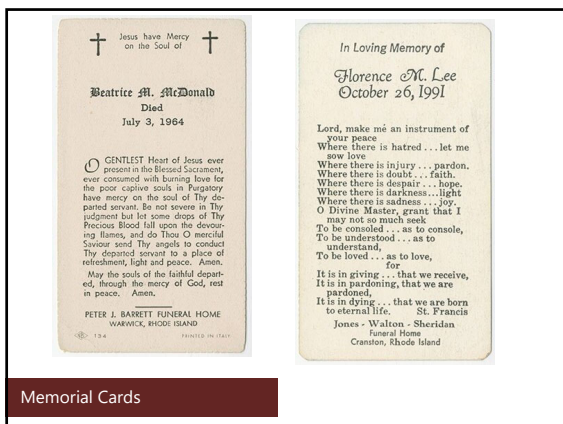 Jesus have Mercy
on the Soul of
Beatrice M. McDonald
Died
July 3, 1964
O GENTLEST Heart of Jesus ever
present in the Blessed Sacrament,
ever consumed with burning love for
the poor captive souls in Purgatory
have mercy on the soul of Thy de-
parted servant. Be not severe in Thy
judgment but let some drops of Thy
Precious Blood fall upon the devour-
ing flames, and do Thou O merciful
Saviour send Thy angels to conduct
Thy departed servant to a place of
refreshment, light and peace. Amen.
May the souls of the faithful depart-
ed, through the mercy of God, rest
in peace. Amen.
PETER J. BARRETT FUNERAL HOME
WARWICK, RHODE ISLAND
134 PRINTED IN ITALY
In Loving Memory of
Florence M. Lee
October 26, 1991
Lord, make me an instrument of
your peace
Where there is hatred . . . let me
sow love
Where there is injury . . . pardon.
Where there is doubt . . . faith.
Where there is despair . . . hope.
Where there is darkness...light
Where there is sadness . . . joy.
O Divine Master, grant that I
may not so much seek
To be consoled . . . as to console,
To be understood . . . as to
understand,
To be loved . . . as to love,
for
It is in giving . . . that we receive,
It is in pardoning, that we are
pardoned,
It is in dying . . . that we are born
to eternal life. St. Francis
Jones - Walton - Sheridan
Funeral Home
Cranston, Rhode Island
Memorial Cards